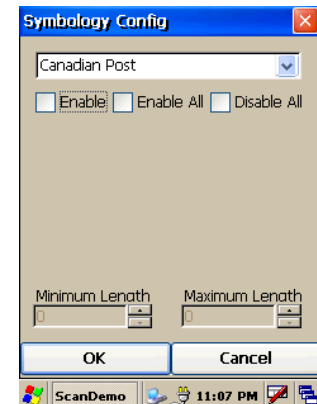 Symbology Config
Canadian Post
Enable Enable All Disable All
Minimum Length Maximum Length
0 0
OK Cancel
ScanDemo 11:07 PM